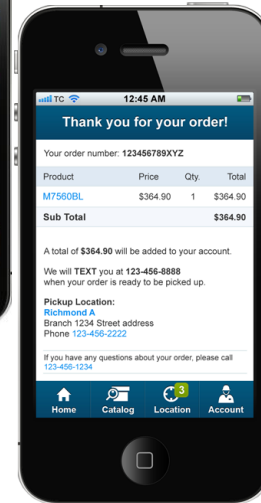 TC 12:45 AM
Thank you for your order!
Your order number: 123456789XYZ
Product Price Qty. Total
M7560BL $364.90 1 $364.90
Sub Total $364.90
A total of $364.90 will be added to your account.
We will TEXT you at 123-456-8888
when your order is ready to be picked up.
Pickup Location:
Richmond A
Branch 1234 Street address
Phone 123-456-2222
If you have any questions about your order, please call
123-456-1234
3
Home Catalog Location Account